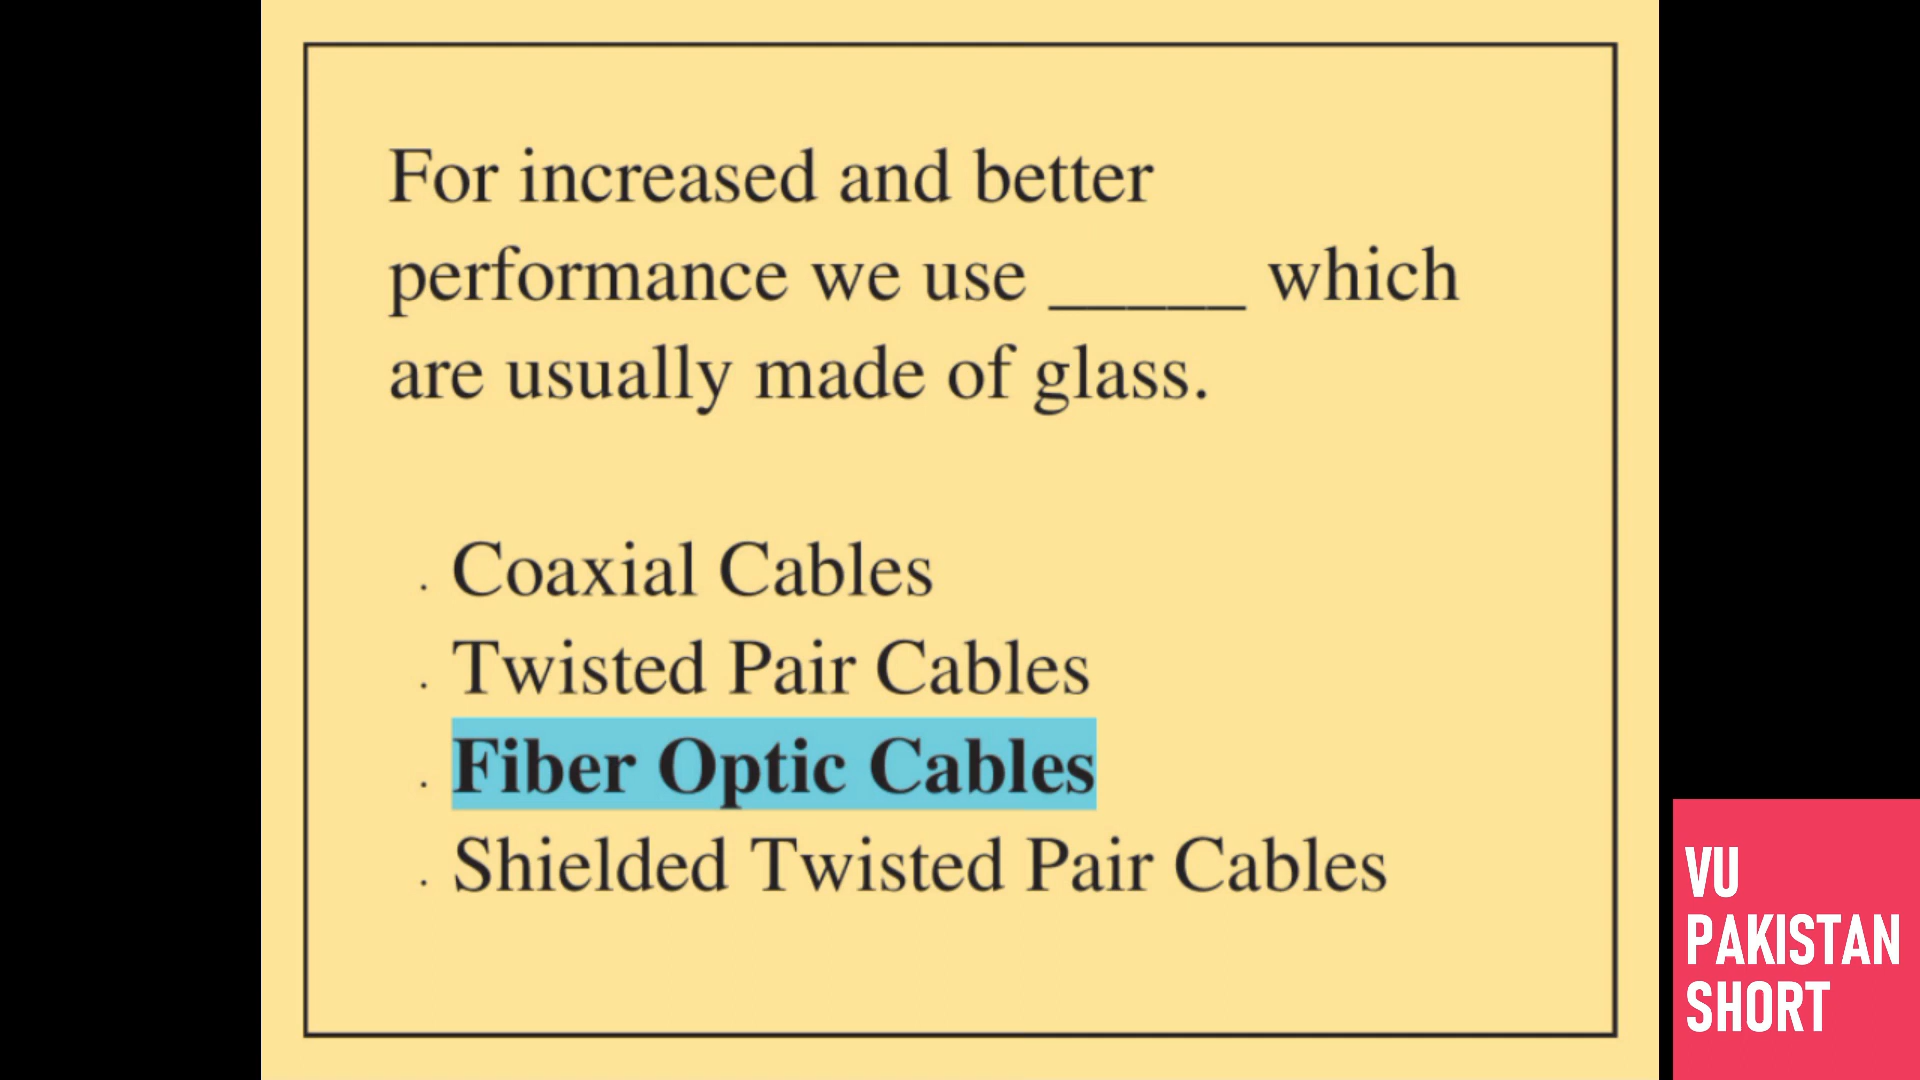 For increased and better
performance we use _____ which
are usually made of glass.
. Coaxial Cables
. Twisted Pair Cables
. Fiber Optic Cables
. Shielded Twisted Pair Cables
VU
PAKISTAN
SHORT